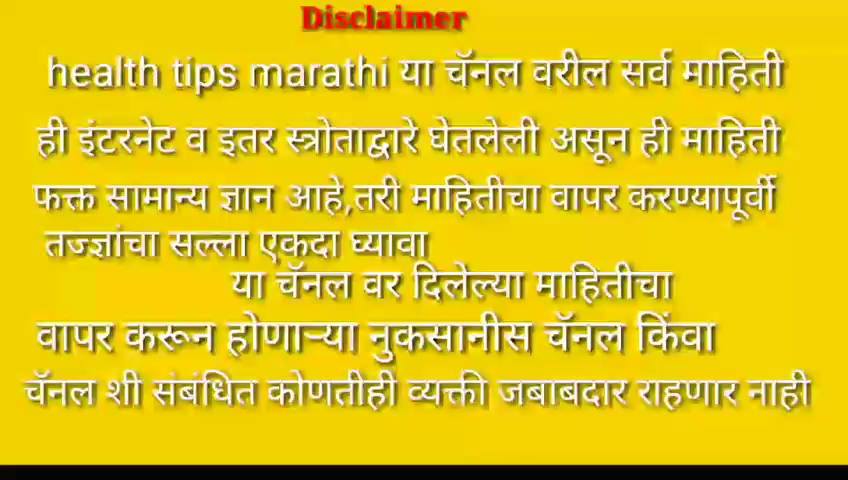 Disclaimer
health tips marathi या चॅनल वरील सर्व माहिती
ही इंटरनेट व इतर स्त्रोताद्वारे घेतलेली असून ही माहिती
फक्त सामान्य ज्ञान आहे,तरी माहितीचा वापर करण्यापूर्वी
तज्ज्ञांचा सल्ला एकदा घ्यावा
या चॅनल वर दिलेल्या माहितीचा
वापर करून होणाऱ्या नुकसानीस चॅनल किंवा
चॅनल शी संबंधित कोणतीही व्यक्ती जबाबदार राहणार नाही